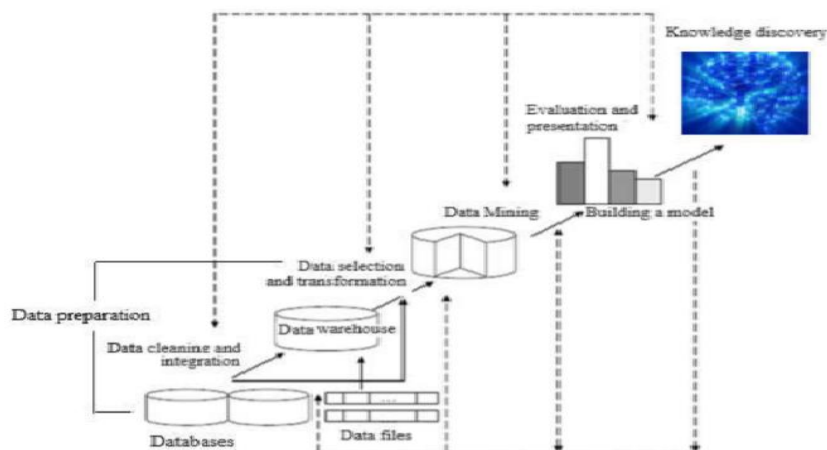 Knowledge discovery
Evaluation and
presentation
Data Mining
Building a model
Data selection
and transformation
Data preparation
Data warehouse
Data cleaning and
integration
...
Databases
Data files